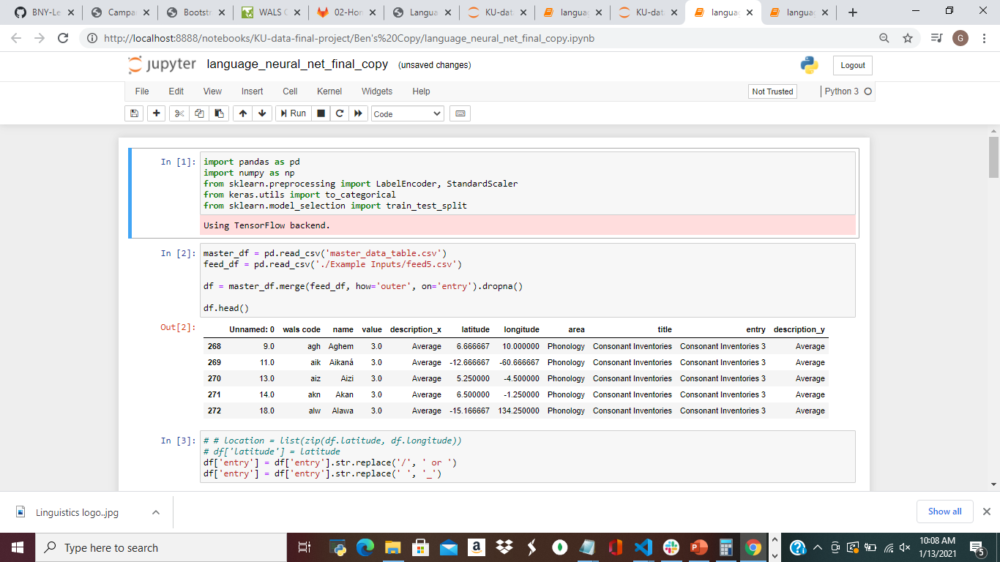 BNY-Le
Campa
Bootst
WALS C
02-Hon
Langua
KU-dat
langua
KU-dat
langua
langua
http://localhost:8888/notebooks/KU-data-final-project/Ben's%20Copy/language_neural_net_final_copy.ipynb
G
jupyter language_neural_net_final_copy (unsaved changes)
Logout
File Edit View Insert Cell Kernel Widgets Help
Not Trusted
Python 3
Run
Code
In [1]:
import pandas as pd
import numpy as np
from sklearn.preprocessing import LabelEncoder, StandardScaler
from keras.utils import to_categorical
from sklearn.model_selection import train_test_split
Using TensorFlow backend.
In [2]:
master_df = pd.read_csv('master_data_table.csv')
feed_df = pd.read_csv('./Example Inputs/feed5.csv')
df = master_df.merge(feed_df, how='outer', on='entry').dropna()
df.head()
Out[2]:
Unnamed: 0 wals code name value description_x latitude longitude area title entry description_y
268 9.0 agh Aghem 3.0 Average 6.666667 10.000000 Phonology Consonant Inventories Consonant Inventories 3 Average
269 11.0 aik Aikaná 3.0 Average -12.666667 -60.666667 Phonology Consonant Inventories Consonant Inventories 3 Average
270 13.0 aiz Aizi 3.0 Average 5.250000 -4.500000 Phonology Consonant Inventories Consonant Inventories 3 Average
271 14.0 akn Akan 3.0 Average 6.500000 -1.250000 Phonology Consonant Inventories Consonant Inventories 3 Average
272 18.0 alw Alawa 3.0 Average -15.166667 134.250000 Phonology Consonant Inventories Consonant Inventories 3 Average
In [3]:
# # location = list(zip(df.latitude, df.longitude))
# df['latitude'] = latitude
df['entry'] = df['entry'].str.replace('/', ' or ')
df['entry'] = df['entry'].str.replace(' ', '_')
Linguistics logo..jpg
Show all
Type here to search
a
10:08 AM
1/13/2021
5